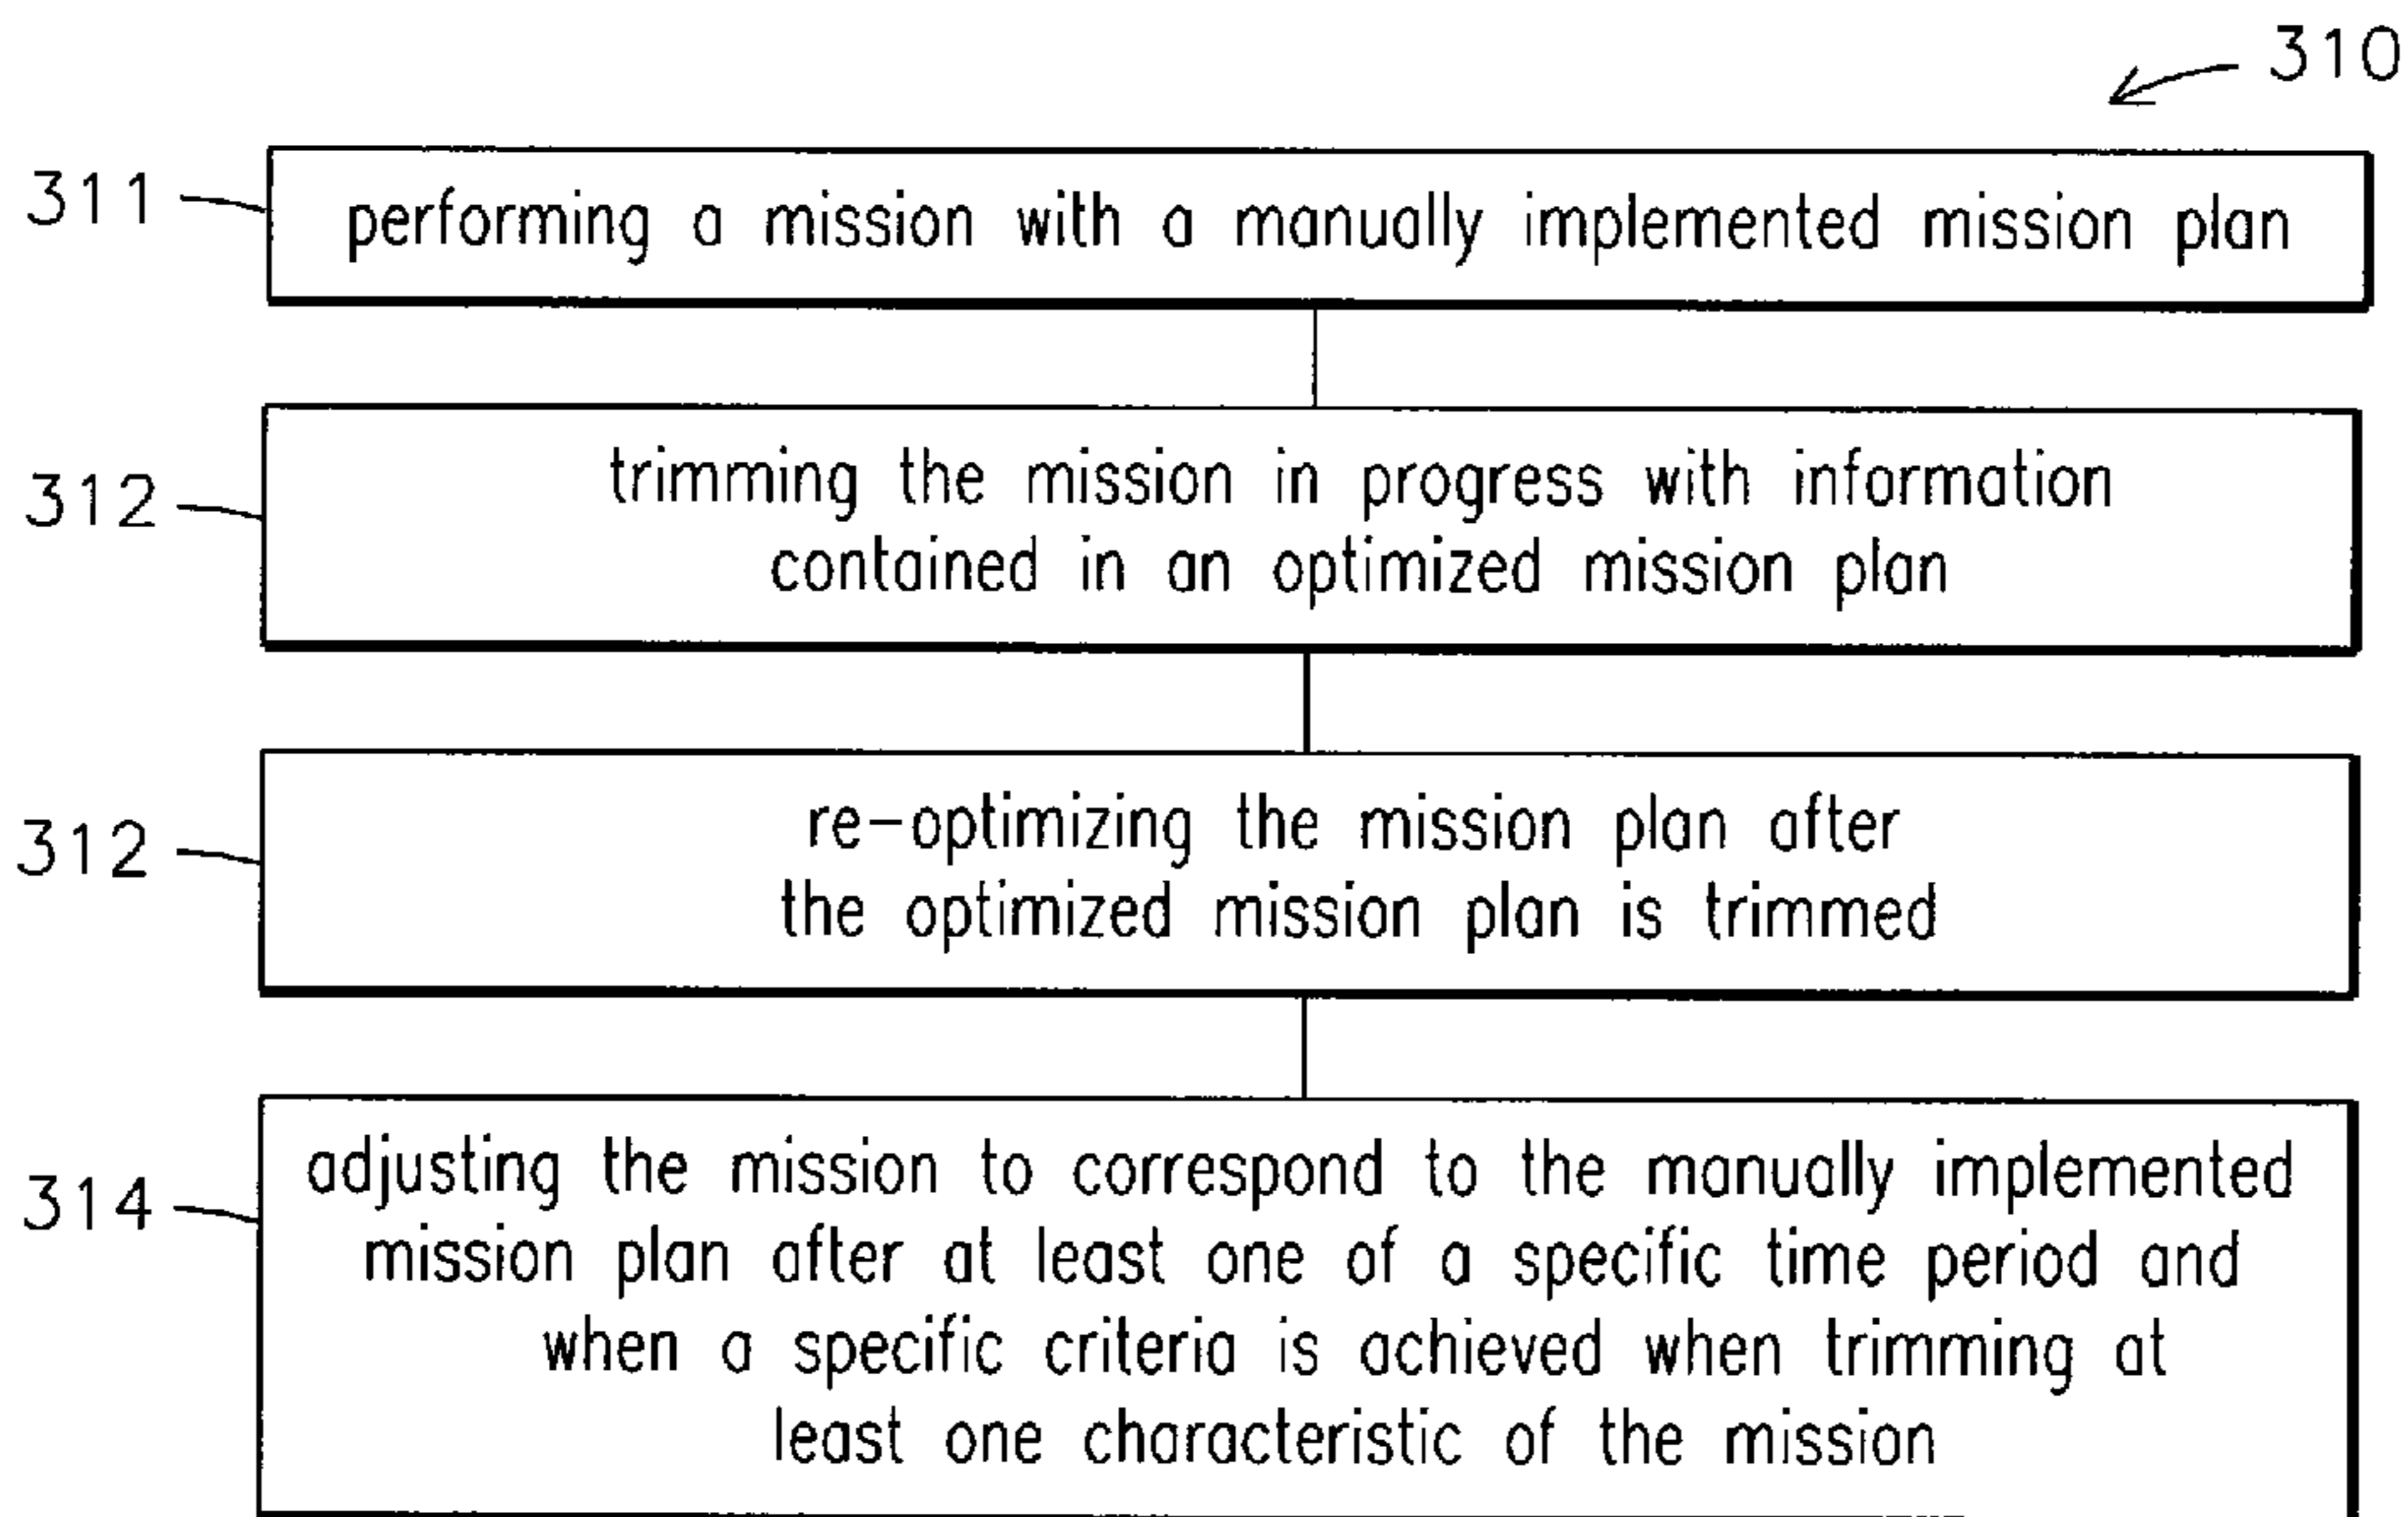 310
311
performing a mission with a manually implemented mission plan
312
trimming the mission in progress with information
contained in an optimized mission plan
312
re-optimizing the mission plan after
the optimized mission plan is trimmed
314
adjusting the mission to correspond to the manually implemented
mission plan after at least one of a specific time period and
when a specific criteria is achieved when trimming at
least one characteristic of the mission